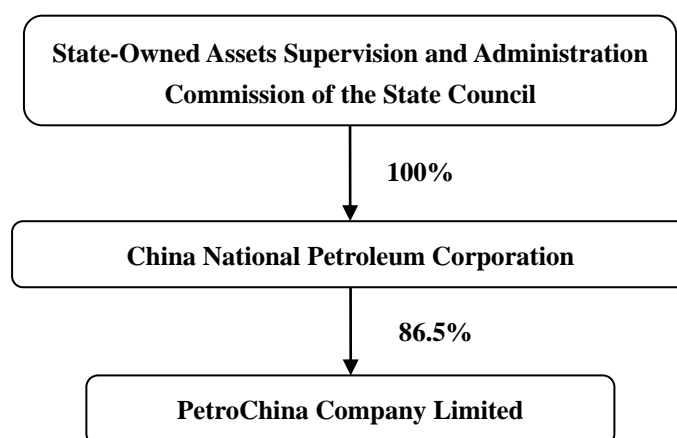 State-Owned Assets Supervision and Administration
Commission of the State Council
100%
China National Petroleum Corporation
86.5%
PetroChina Company Limited